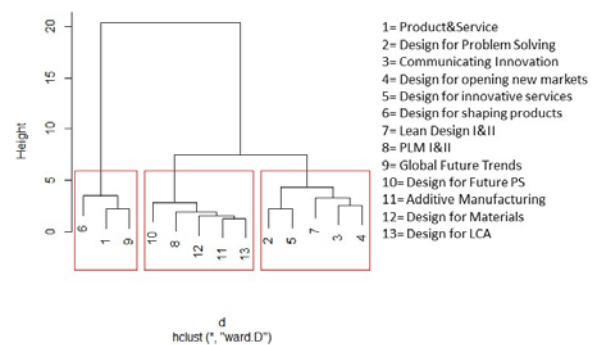 20
15
10
5
0
Height
6
1
9
10
8
12
11
13
2
5
7
3
4
1= Product&Service
2= Design for Problem Solving
3= Communicating Innovation
4= Design for opening new markets
5= Design for innovative services
6= Design for shaping products
7= Lean Design I&II
8= PLM I&II
9= Global Future Trends
10= Design for Future PS
11= Additive Manufacturing
12= Design for Materials
13= Design for LCA
d
hclust (*, "ward.D")